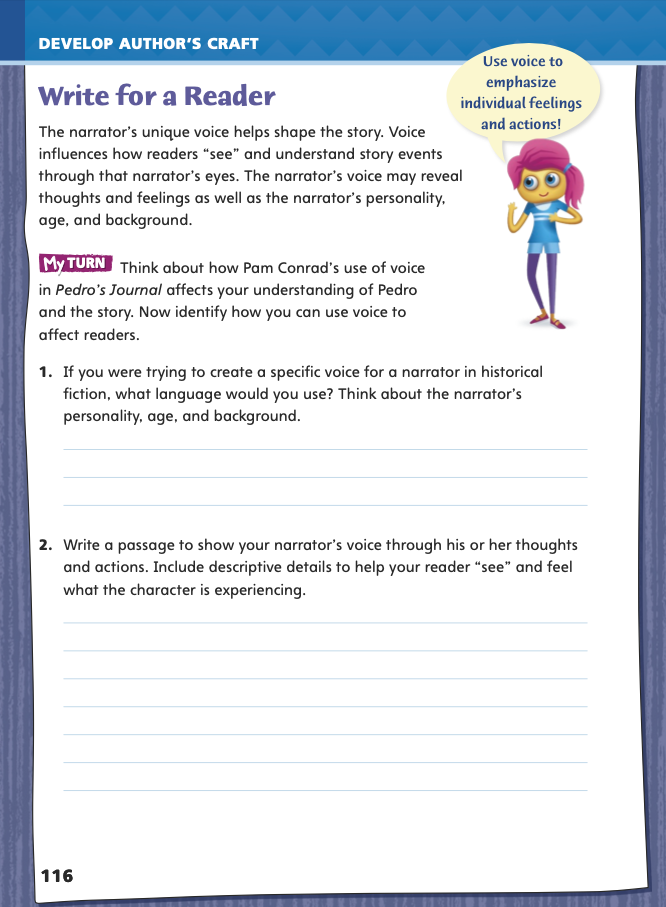 DEVELOP AUTHOR'S CRAFT
Use voice to
emphasize
individual feelings
and actions!
Write for a Reader
The narrator's unique voice helps shape the story. Voice
influences how readers “see” and understand story events
through that narrator's eyes. The narrator's voice may reveal
thoughts and feelings as well as the narrator's personality,
age, and background.
My TURN Think about how Pam Conrad's use of voice
in Pedro's Journal affects your understanding of Pedro
and the story. Now identify how you can use voice to
affect readers.
1. If you were trying to create a specific voice for a narrator in historical
fiction, what language would you use? Think about the narrator's
personality, age, and background.
2. Write a passage to show your narrator's voice through his or her thoughts
and actions. Include descriptive details to help your reader “see” and feel
what the character is experiencing.
116